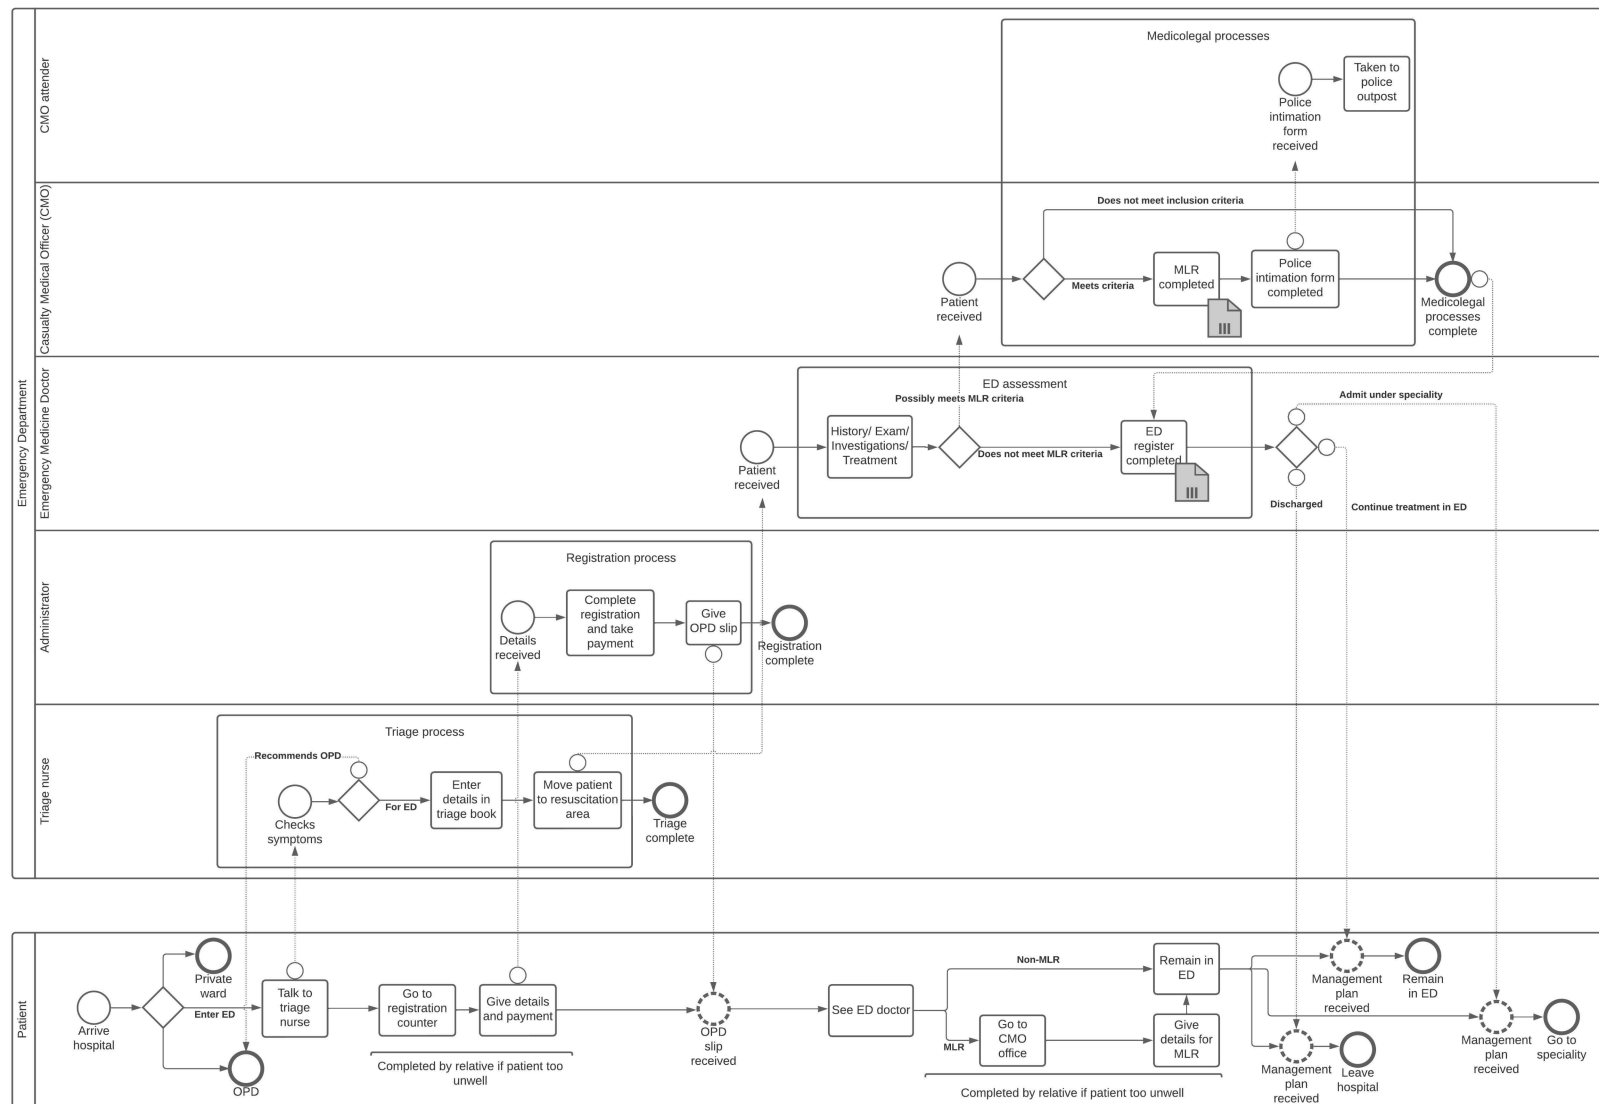 Emergency Department
CMO attender
Medicolegal processes
Police
intimation
form
received
Taken to
police
outpost
Casualty Medical Officer (CMO)
Does not meet inclusion criteria
Patient
received
Meets criteria
MLR
completed
Police
intimation form
completed
Medicolegal
processes
complete
Emergency Medicine Doctor
ED assessment
Possibly meets MLR criteria
Patient
received
History/ Exam/
Investigations/
Treatment
Does not meet MLR criteria
ED
register
completed
Admit under speciality
Discharged
Continue treatment in ED
Administrator
Registration process
Details
received
Complete
registration
and take
payment
Give
OPD slip
Registration
complete
Triage nurse
Triage process
Recommends OPD
Checks
symptoms
For ED
Enter
details in
triage book
Move patient
to resuscitation
area
Triage
complete
Patient
Arrive
hospital
Private
ward
Enter ED
OPD
Talk to
triage
nurse
Go to
registration
counter
Give details
and payment
Completed by relative if patient too
unwell
OPD
slip
received
See ED doctor
Non-MLR
MLR
Go to
CMO
office
Remain in
ED
Give
details for
MLR
Completed by relative if patient too unwell
Management
plan
received
Remain
in ED
Management
plan
received
Leave
hospital
Management
plan
received
Go to
speciality